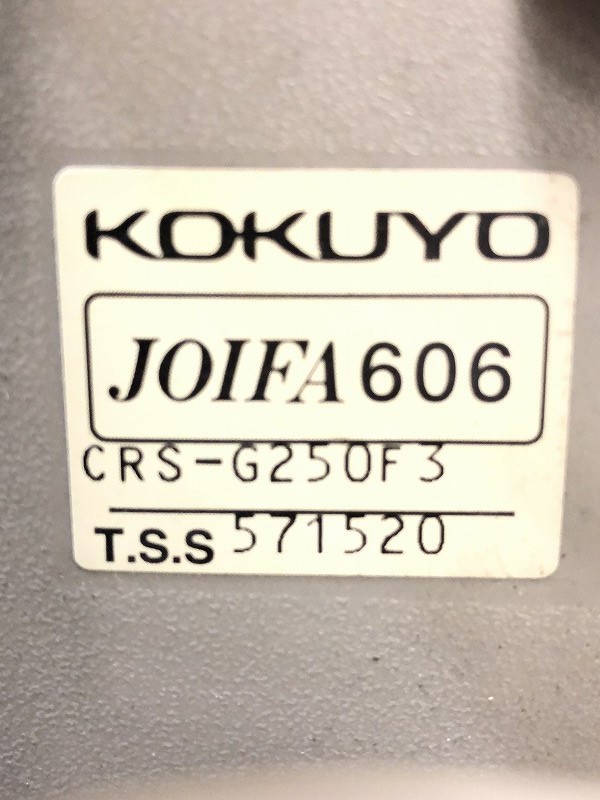 KOKUYO
JOIFA 606
CRS-G250F3
T.S.S 571520